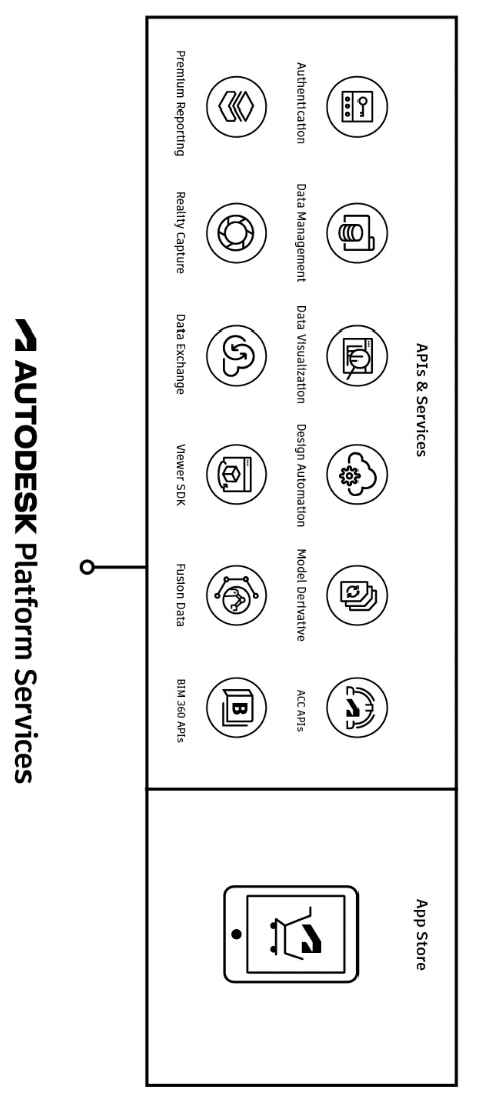 APIs & Services
Authentication
Data Management
Data Visualization
Design Automation
Model Derivative
ACC APIs
Premium Reporting
Reality Capture
Data Exchange
Viewer SDK
Fusion Data
B
BIM 360 APIs
App Store
AUTODESK Platform Services